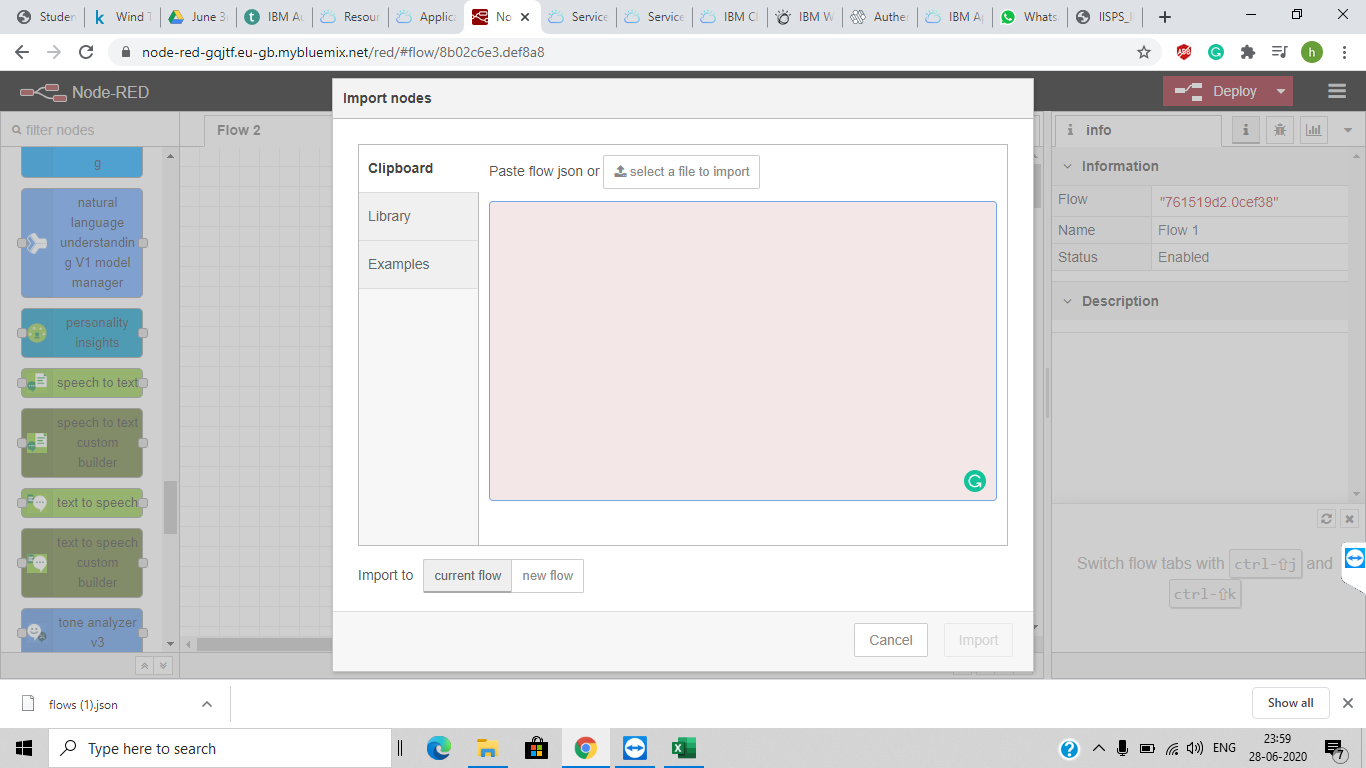 Studen
Wind T
June 3
IBM Au
Resour
Applic
No
Service
Service
IBM Cl
IBM W
Authe
IBM A
Whats
IISPS_
node-red-gqjtf.eu-gb.mybluemix.net/red/#flow/8b02c6e3.def8a8
ABP
h
Node-RED
Deploy
Import nodes
filter nodes
Flow 2
info
g
natural
language
understandin
g V1 model
manager
personality
insights
speech to text
speech to text
custom
builder
text to speech
text to speech
custom
builder
tone analyzer
v3
Clipboard
Library
Examples
Paste flow json or
select a file to import
Import to
current flow
new flow
Cancel
Import
Information
Flow
"761519d2.0cef38"
Name
Flow 1
Status
Enabled
Description
Switch flow tabs with ctrl-⇧j and
ctrl-⇧k
flows (1).json
Show all
Type here to search
ENG
23:59
28-06-2020
7